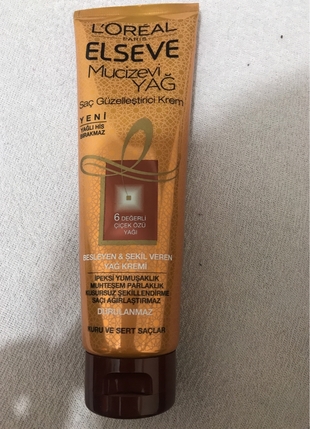 L'ORÉAL
PARIS
ELSEVE
Mucizevi
YAĞ
Saç Güzelleştirici Krem
YENİ
YAĞLI HİS
BIRAKMAZ
6 DEĞERLİ
ÇİÇEK ÖZÜ
YAĞI
BESLEYEN & ŞEKİL VEREN
YAĞ KREMİ
İPEKSİ YUMUŞAKLIK
MUHTEŞEM PARLAKLIK
KUSURSUZ ŞEKİLLENDİRME
SAÇI AĞIRLAŞTIRMAZ
DURULANMAZ
KURU VE SERT SAÇLAR